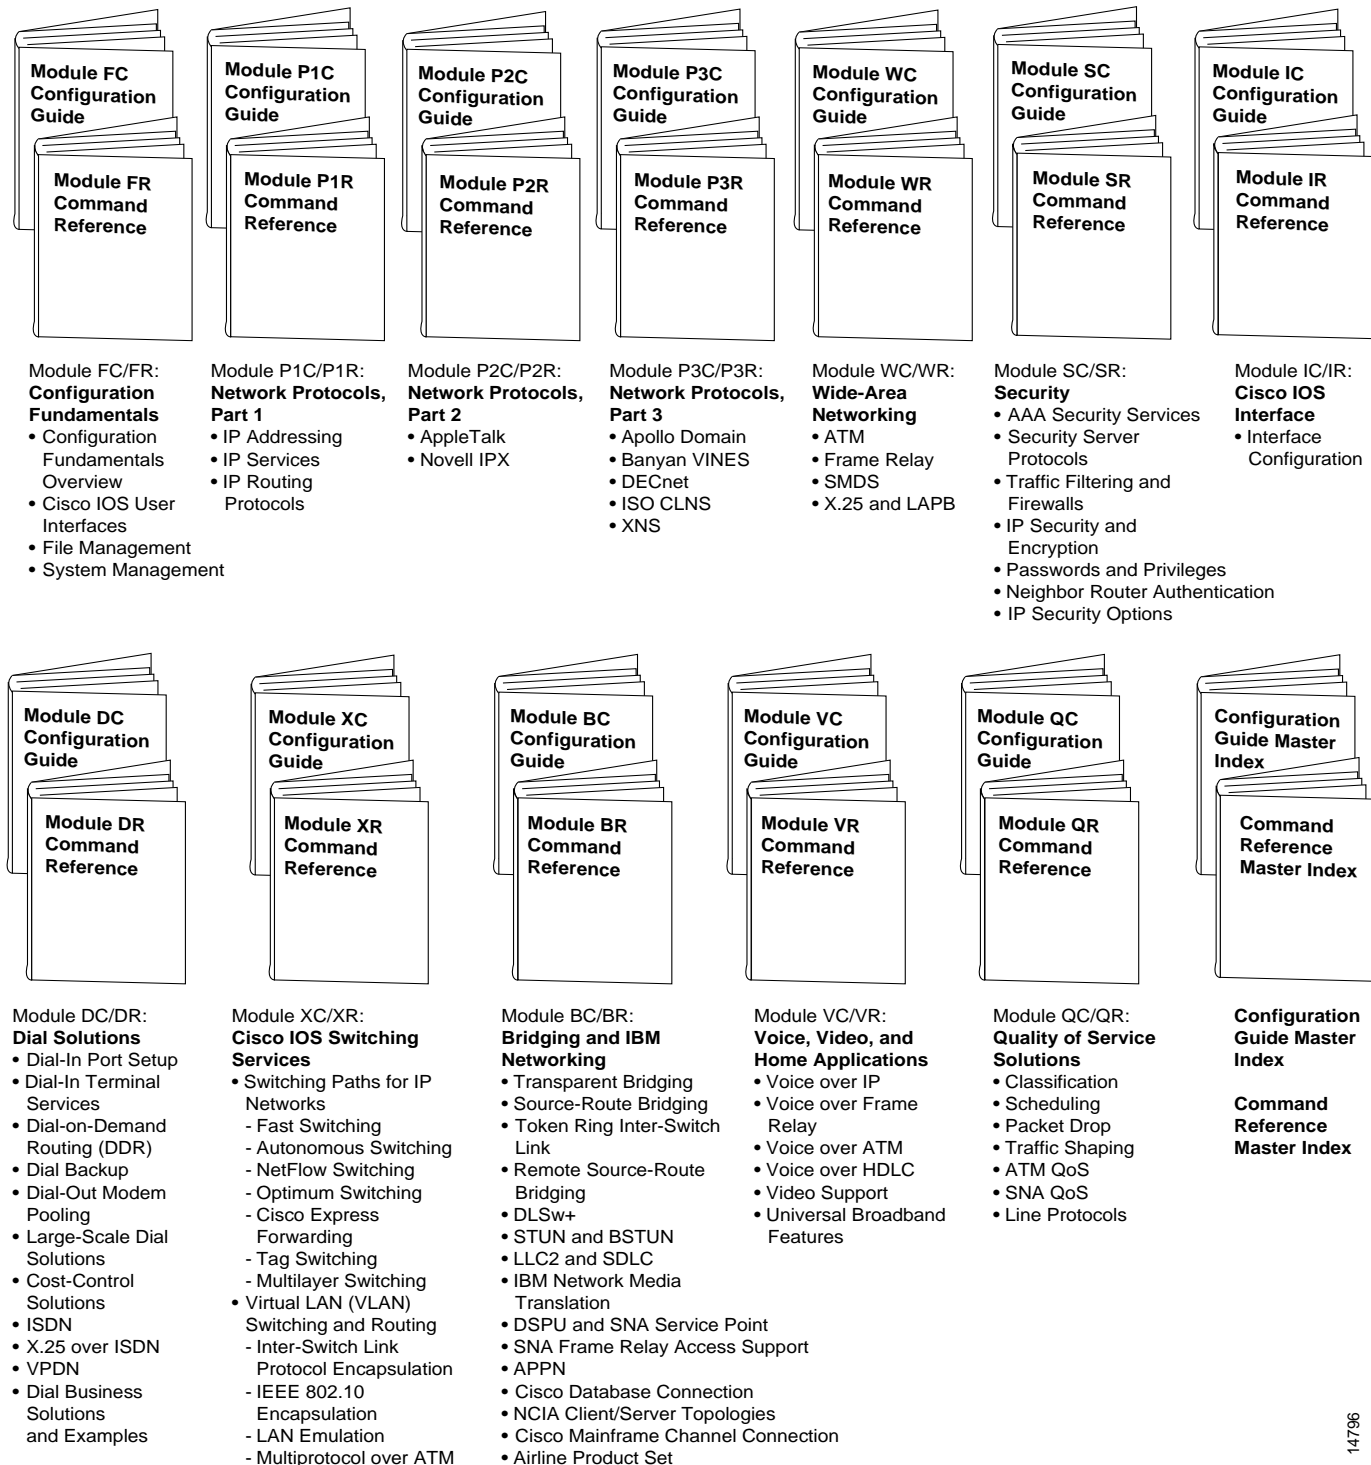 Module FC
Configuration
Guide
Module FR
Command
Reference
Module P1C
Configuration
Guide
Module P1R
Command
Reference
Module P2C
Configuration
Guide
Module P2R
Command
Reference
Module P3C
Configuration
Guide
Module P3R
Command
Reference
Module WC
Configuration
Guide
Module WR
Command
Reference
Module SC
Configuration
Guide
Module SR
Command
Reference
Module IC
Configuration
Guide
Module IR
Command
Reference
Module FC/FR:
Configuration
Fundamentals
• Configuration
Fundamentals
Overview
• Cisco IOS User
Interfaces
• File Management
• System Management
Module P1C/P1R:
Network Protocols,
Part 1
• IP Addressing
• IP Services
• IP Routing
Protocols
Module P2C/P2R:
Network Protocols,
Part 2
• AppleTalk
• Novell IPX
Module P3C/P3R:
Network Protocols,
Part 3
• Apollo Domain
• Banyan VINES
• DECnet
• ISO CLNS
• XNS
Module WC/WR:
Wide-Area
Networking
• ATM
• Frame Relay
• SMDS
• X.25 and LAPB
Module SC/SR:
Security
• AAA Security Services
• Security Server
Protocols
• Traffic Filtering and
Firewalls
• IP Security and
Encryption
• Passwords and Privileges
• Neighbor Router Authentication
• IP Security Options
Module IC/IR:
Cisco IOS
Interface
• Interface
Configuration
Module DC
Configuration
Guide
Module DR
Command
Reference
Module XC
Configuration
Guide
Module XR
Command
Reference
Module BC
Configuration
Guide
Module BR
Command
Reference
Module VC
Configuration
Guide
Module VR
Command
Reference
Module QC
Configuration
Guide
Module QR
Command
Reference
Configuration
Guide Master
Index
Command
Reference
Master Index
Module DC/DR:
Dial Solutions
• Dial-In Port Setup
• Dial-In Terminal
Services
• Dial-on-Demand
Routing (DDR)
• Dial Backup
• Dial-Out Modem
Pooling
• Large-Scale Dial
Solutions
• Cost-Control
Solutions
• ISDN
• X.25 over ISDN
• VPDN
• Dial Business
Solutions
and Examples
Module XC/XR:
Cisco IOS Switching
Services
• Switching Paths for IP
Networks
- Fast Switching
- Autonomous Switching
- NetFlow Switching
- Optimum Switching
- Cisco Express
Forwarding
- Tag Switching
- Multilayer Switching
• Virtual LAN (VLAN)
Switching and Routing
- Inter-Switch Link
Protocol Encapsulation
- IEEE 802.10
Encapsulation
- LAN Emulation
- Multiprotocol over ATM
Module BC/BR:
Bridging and IBM
Networking
• Transparent Bridging
• Source-Route Bridging
• Token Ring Inter-Switch
Link
• Remote Source-Route
Bridging
• DLSw+
• STUN and BSTUN
• LLC2 and SDLC
• IBM Network Media
Translation
• DSPU and SNA Service Point
• SNA Frame Relay Access Support
• APPN
• Cisco Database Connection
• NCIA Client/Server Topologies
• Cisco Mainframe Channel Connection
• Airline Product Set
Module VC/VR:
Voice, Video, and
Home Applications
• Voice over IP
• Voice over Frame
Relay
• Voice over ATM
• Voice over HDLC
• Video Support
• Universal Broadband
Features
Module QC/QR:
Quality of Service
Solutions
• Classification
• Scheduling
• Packet Drop
• Traffic Shaping
• ATM QoS
• SNA QoS
• Line Protocols
Configuration
Guide Master
Index
Command
Reference
Master Index
14796